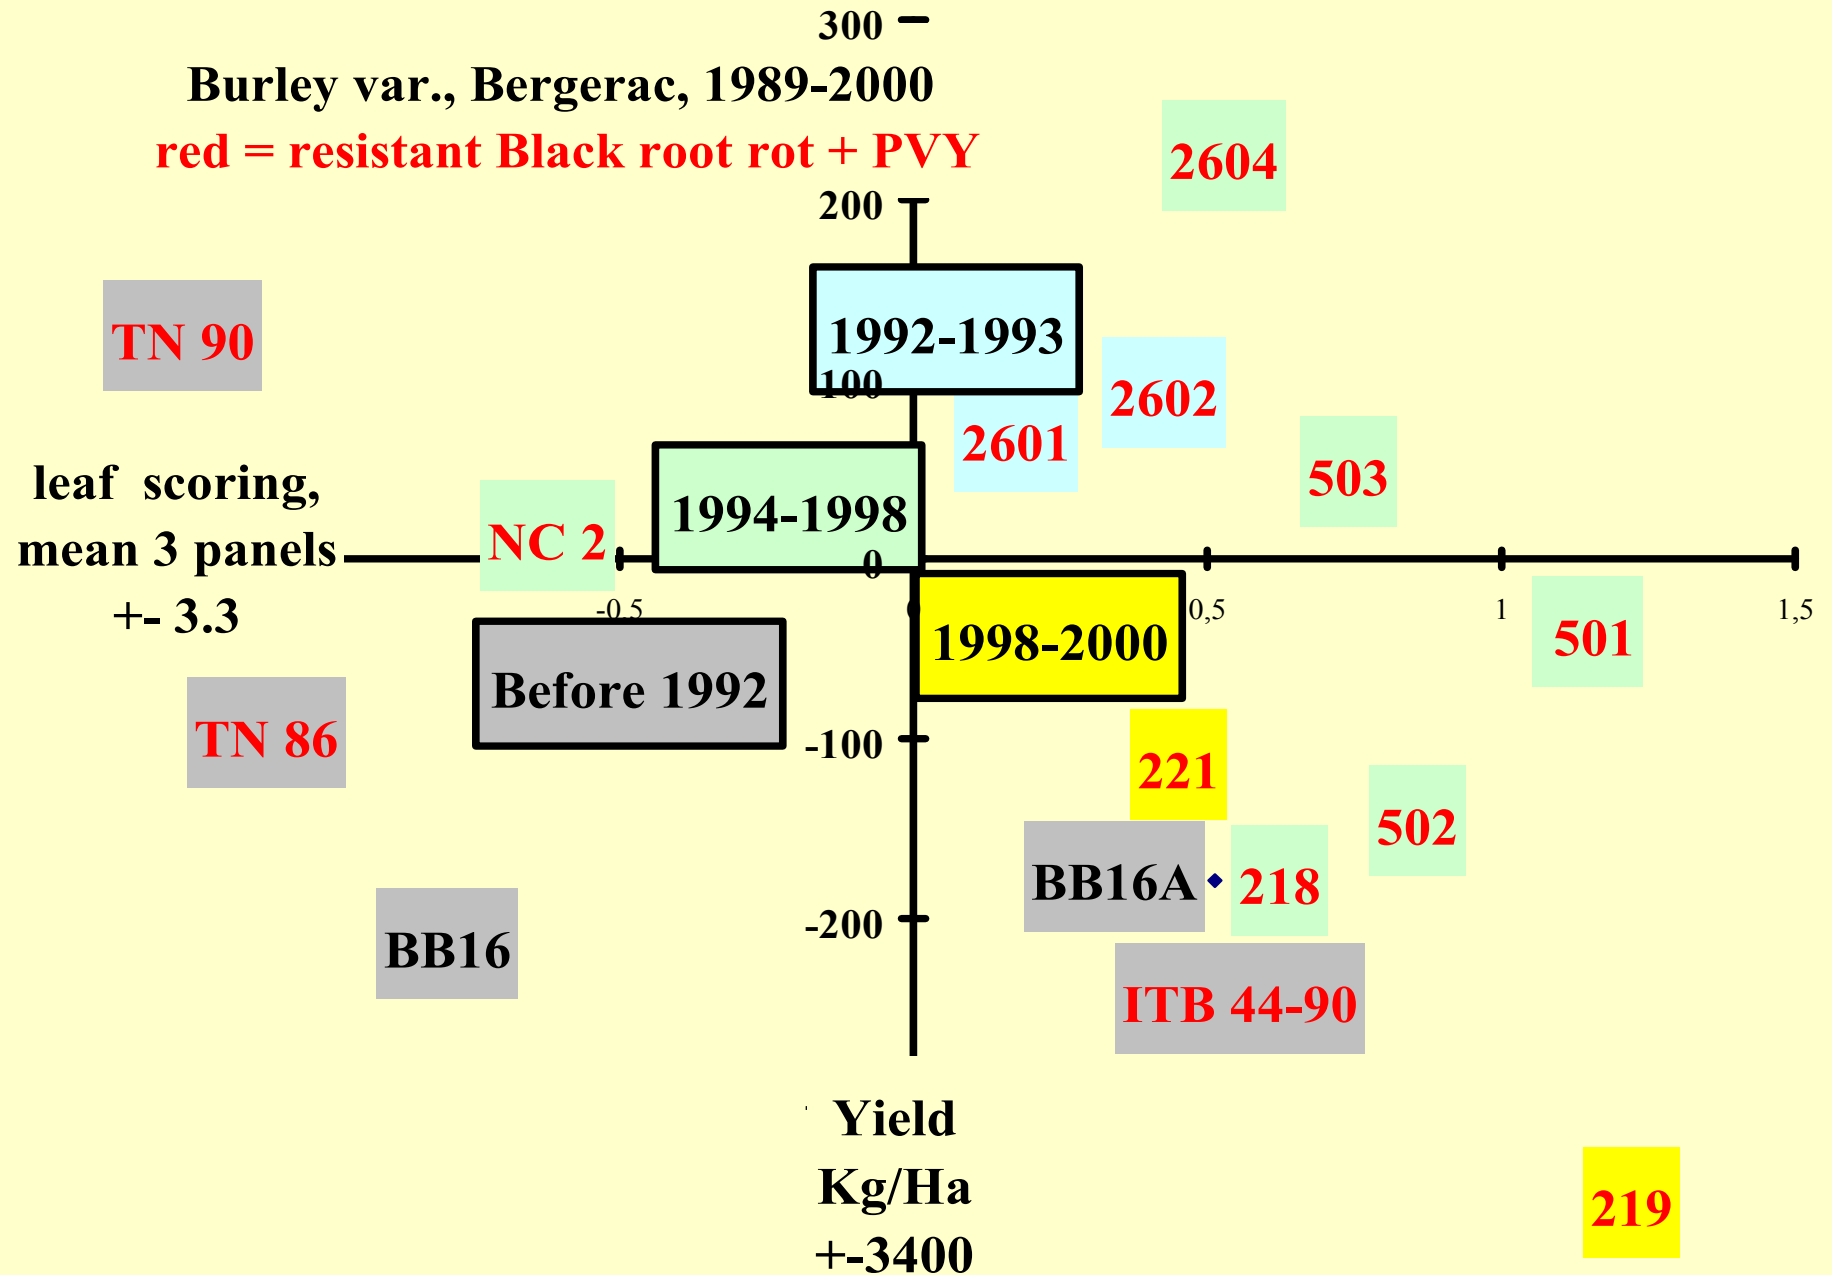 300
Burley var., Bergerac, 1989-2000
red = resistant Black root rot + PVY
2604
200
TN 90
1992-1993
100
2602
2601
503
leaf scoring,
mean 3 panels
+- 3.3
1994-1998
NC 2
0
-0,5
0
0,5
1
1,5
1998-2000
501
Before 1992
TN 86
-100
221
502
BB16A
218
-200
BB16
ITB 44-90
Yield
Kg/Ha
+-3400
219